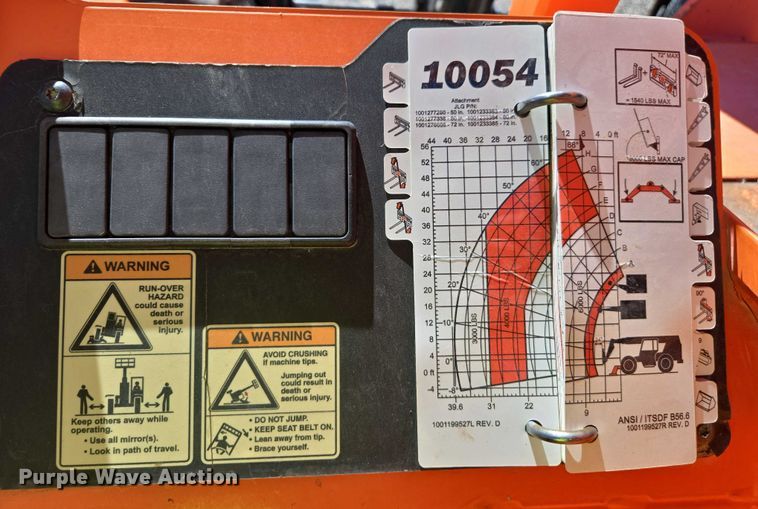 10054
Attachment
JLG P/N:
44 40 36 32 28 24 20 16 12 8 4 0 ft
56
52
48
44
40
36
32
28
24
20
16
12
8
4
0 ft
-4
66°
60°
50°
40°
30°
20°
10°
0°
-8°
H
G
F
E
D
C
B
A
3000 LBS
4000 LBS
39.6
31
22
9
1001199527L REV. D
72" MAX
= 1540 LBS MAX
LBS MAX CAP
90°
ANSI / ITSDF B56.6
1001199527R REV. D
WARNING
RUN-OVER
HAZARD
could cause
death or
serious
injury.
Keep others away while
operating.
• Use all mirror(s).
• Look in path of travel.
WARNING
AVOID CRUSHING
if machine tips.
Jumping out
could result in
death or
serious injury.
• DO NOT JUMP.
• KEEP SEAT BELT ON.
• Lean away from tip.
• Brace yourself.
Purple Wave Auction